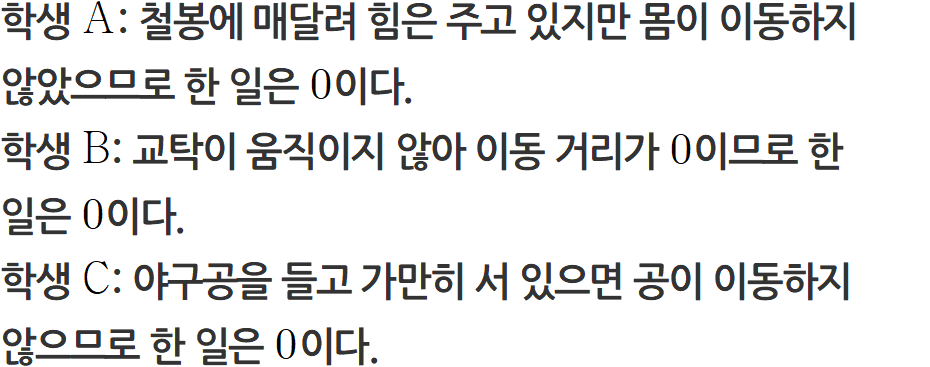 학생 A: 철봉에 매달려 힘은 주고 있지만 몸이 이동하지
않았으므로 한 일은 0이다.
학생 B: 교탁이 움직이지 않아 이동 거리가 0이므로 한
일은 0이다.
학생 C: 야구공을 들고 가만히 서 있으면 공이 이동하지
않으므로 한 일은 0이다.